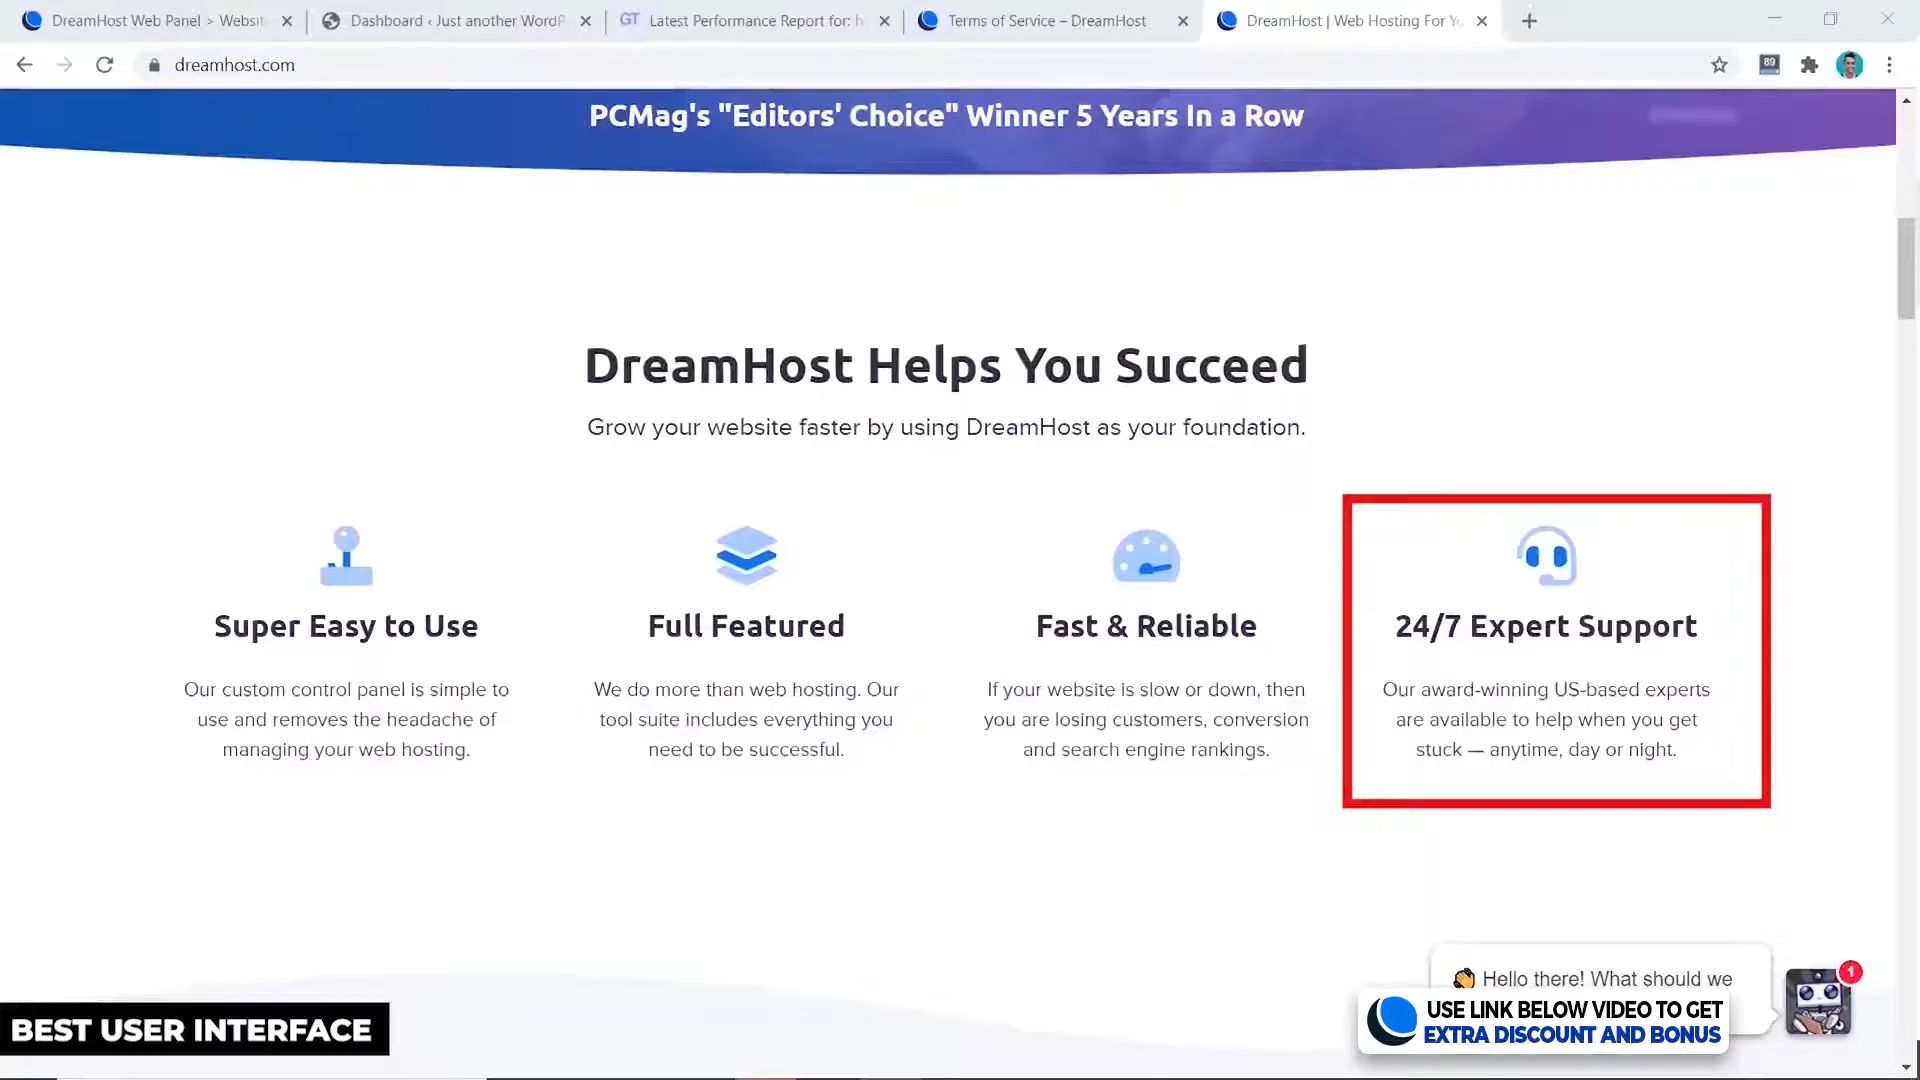 DreamHost Web Panel > Websit
Dashboard ‹ Just another WordP
GT Latest Performance Report for: h
Terms of Service – DreamHost
DreamHost | Web Hosting For Yo
dreamhost.com
89
PCMag's "Editors' Choice" Winner 5 Years In a Row
DreamHost Helps You Succeed
Grow your website faster by using DreamHost as your foundation.
Super Easy to Use
Our custom control panel is simple to
use and removes the headache of
managing your web hosting.
Full Featured
We do more than web hosting. Our
tool suite includes everything you
need to be successful.
Fast & Reliable
If your website is slow or down, then
you are losing customers, conversion
and search engine rankings.
24/7 Expert Support
Our award-winning US-based experts
are available to help when you get
stuck — anytime, day or night.
👋 Hello there! What should we
1
USE LINK BELOW VIDEO TO GET
EXTRA DISCOUNT AND BONUS
BEST USER INTERFACE